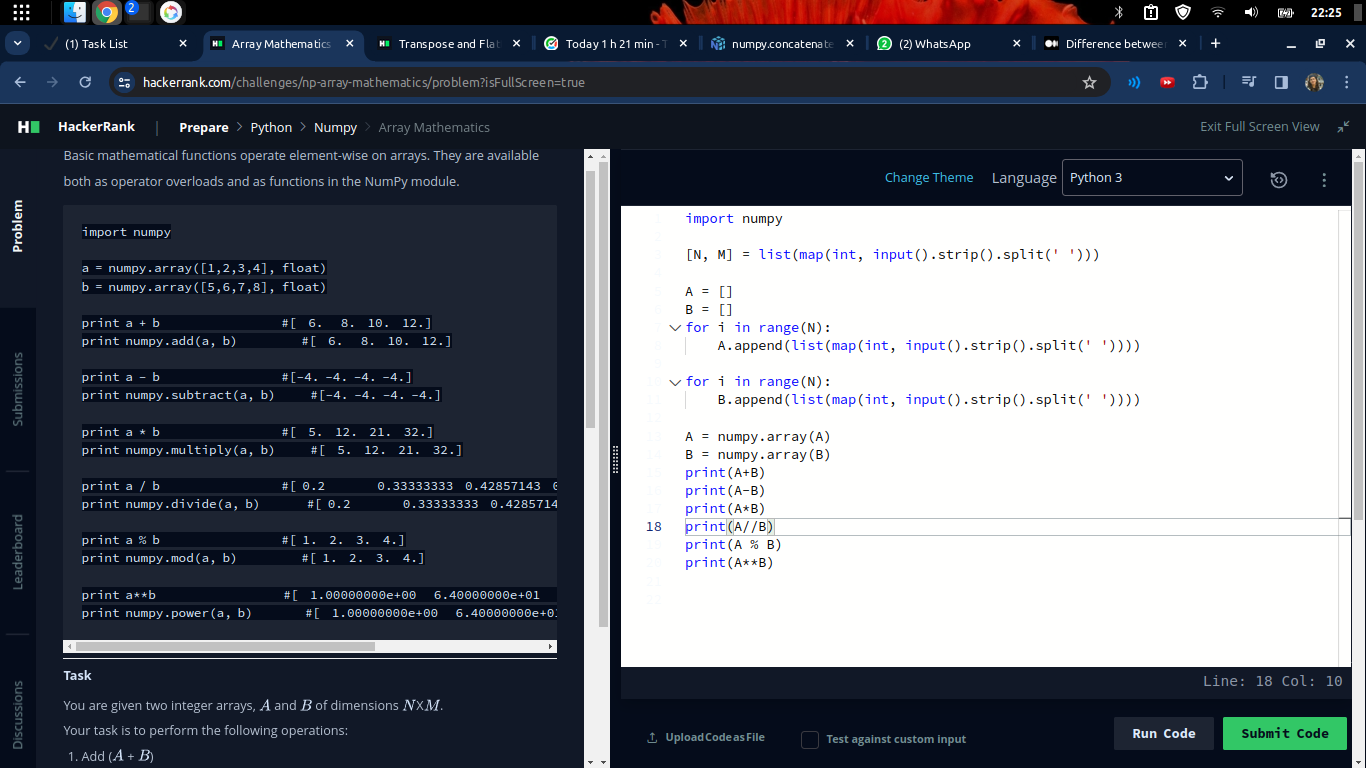 2
22:25
(1) Task List
Array Mathematics
Transpose and Flat
Today 1 h 21 min - T
numpy.concatenate
(2) WhatsApp
Difference betwee
hackerrank.com/challenges/np-array-mathematics/problem?isFullScreen=true
HackerRank | Prepare > Python > Numpy > Array Mathematics
Exit Full Screen View
Problem
Submissions
Leaderboard
Discussions
Basic mathematical functions operate element-wise on arrays. They are available
both as operator overloads and as functions in the NumPy module.
import numpy
a = numpy.array([1,2,3,4], float)
b = numpy.array([5,6,7,8], float)
print a + b #[ 6. 8. 10. 12.]
print numpy.add(a, b) #[ 6. 8. 10. 12.]
print a - b #[-4. -4. -4. -4.]
print numpy.subtract(a, b) #[-4. -4. -4. -4.]
print a * b #[ 5. 12. 21. 32.]
print numpy.multiply(a, b) #[ 5. 12. 21. 32.]
print a / b #[ 0.2 0.33333333 0.42857143 0
print numpy.divide(a, b) #[ 0.2 0.33333333 0.4285714
print a % b #[ 1. 2. 3. 4.]
print numpy.mod(a, b) #[ 1. 2. 3. 4.]
print a**b #[ 1.00000000e+00 6.40000000e+01
print numpy.power(a, b) #[ 1.00000000e+00 6.40000000e+01
Task
You are given two integer arrays, A and B of dimensions NXM.
Your task is to perform the following operations:
1. Add (A + B)
Change Theme Language Python 3
import numpy
[N, M] = list(map(int, input().strip().split(' ')))
A = []
B = []
for i in range(N):
A.append(list(map(int, input().strip().split(' '))))
for i in range(N):
B.append(list(map(int, input().strip().split(' '))))
A = numpy.array(A)
B = numpy.array(B)
print(A+B)
print(A-B)
print(A*B)
18 print(A//B)
print(A % B)
print(A**B)
Line: 18 Col: 10
Upload Code as File
Test against custom input
Run Code
Submit Code